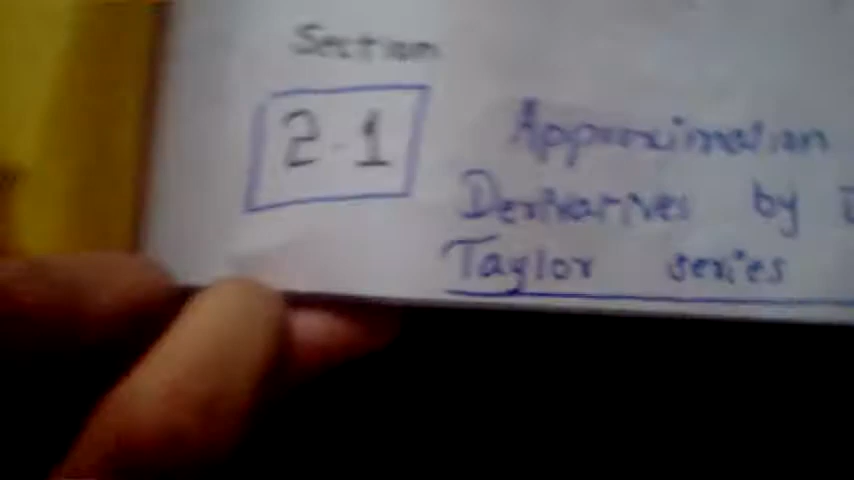 Section
2.1
Approximation
Derivatives by
Taylor series